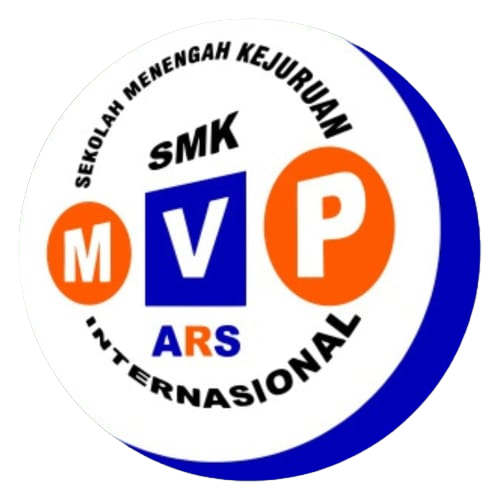 SEKOLAH MENENGAH KEJURUAN
SMK
M V P
ARS
INTERNASIONAL